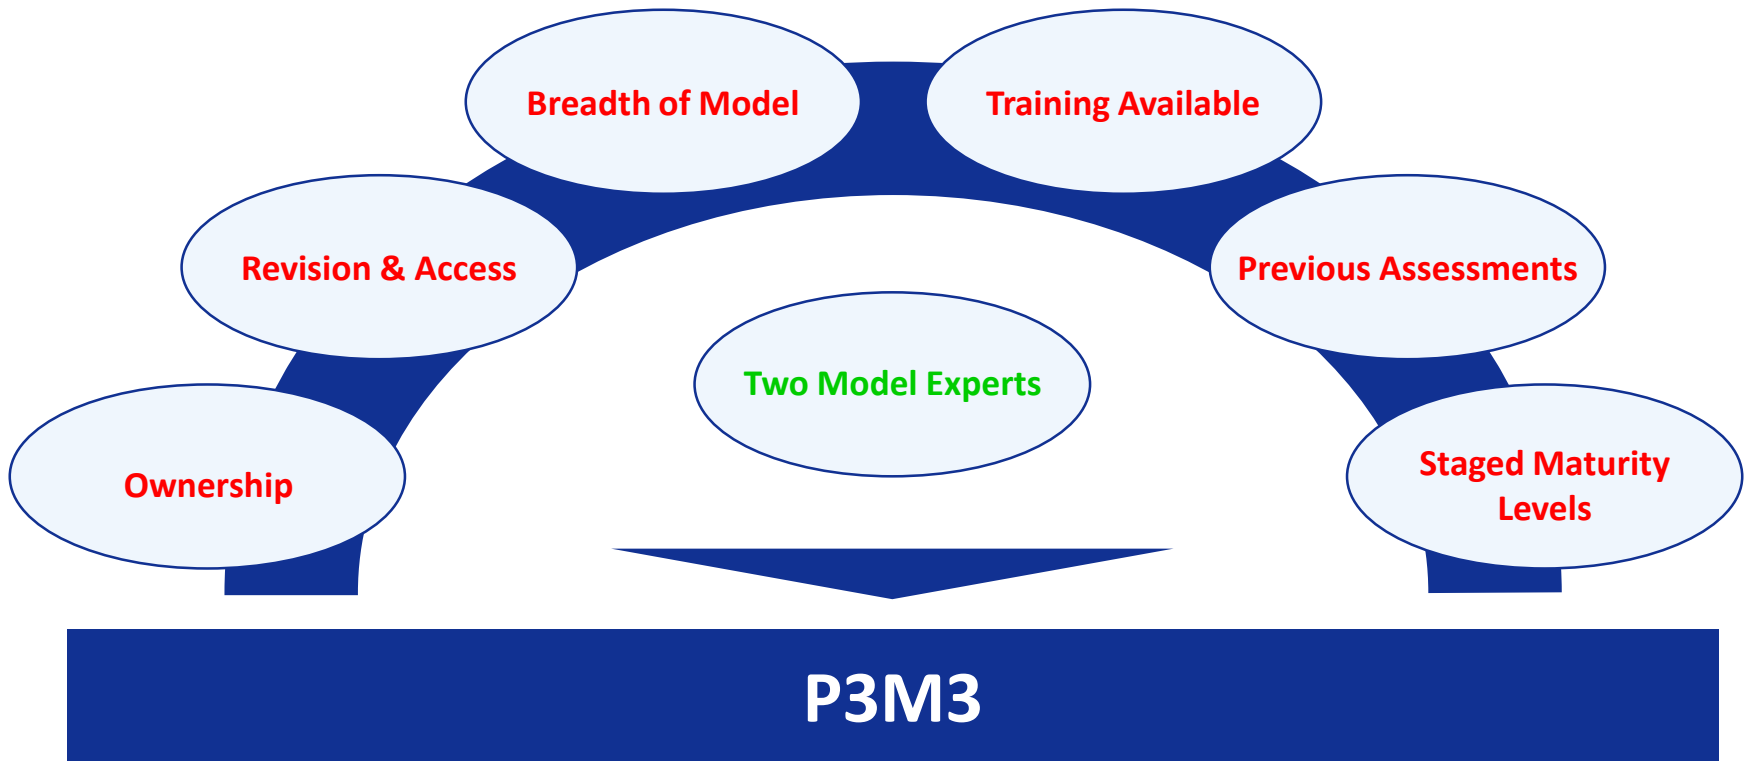 Breadth of Model
Training Available
Revision & Access
Previous Assessments
Two Model Experts
Ownership
Staged Maturity
Levels
P3M3